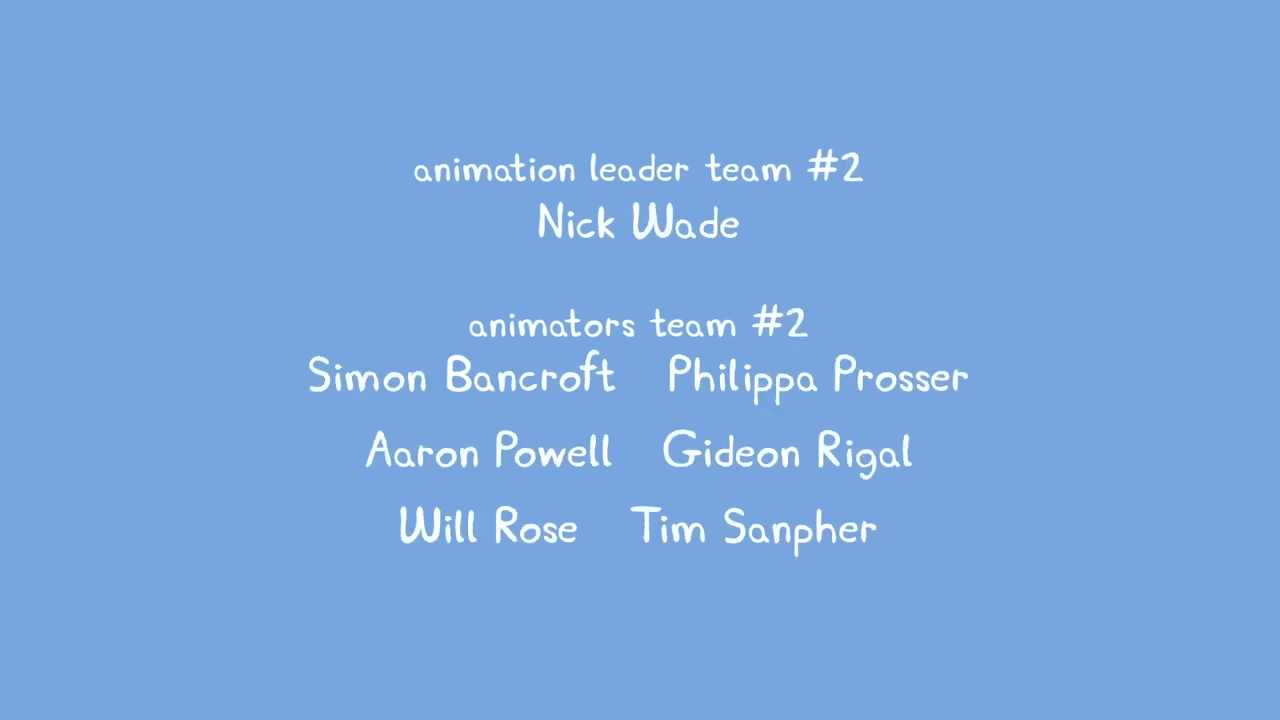 animation leader team #2
Nick Wade
animators team #2
Simon Bancroft Philippa Prosser
Aaron Powell Gideon Rigal
Will Rose Tim Sanpher